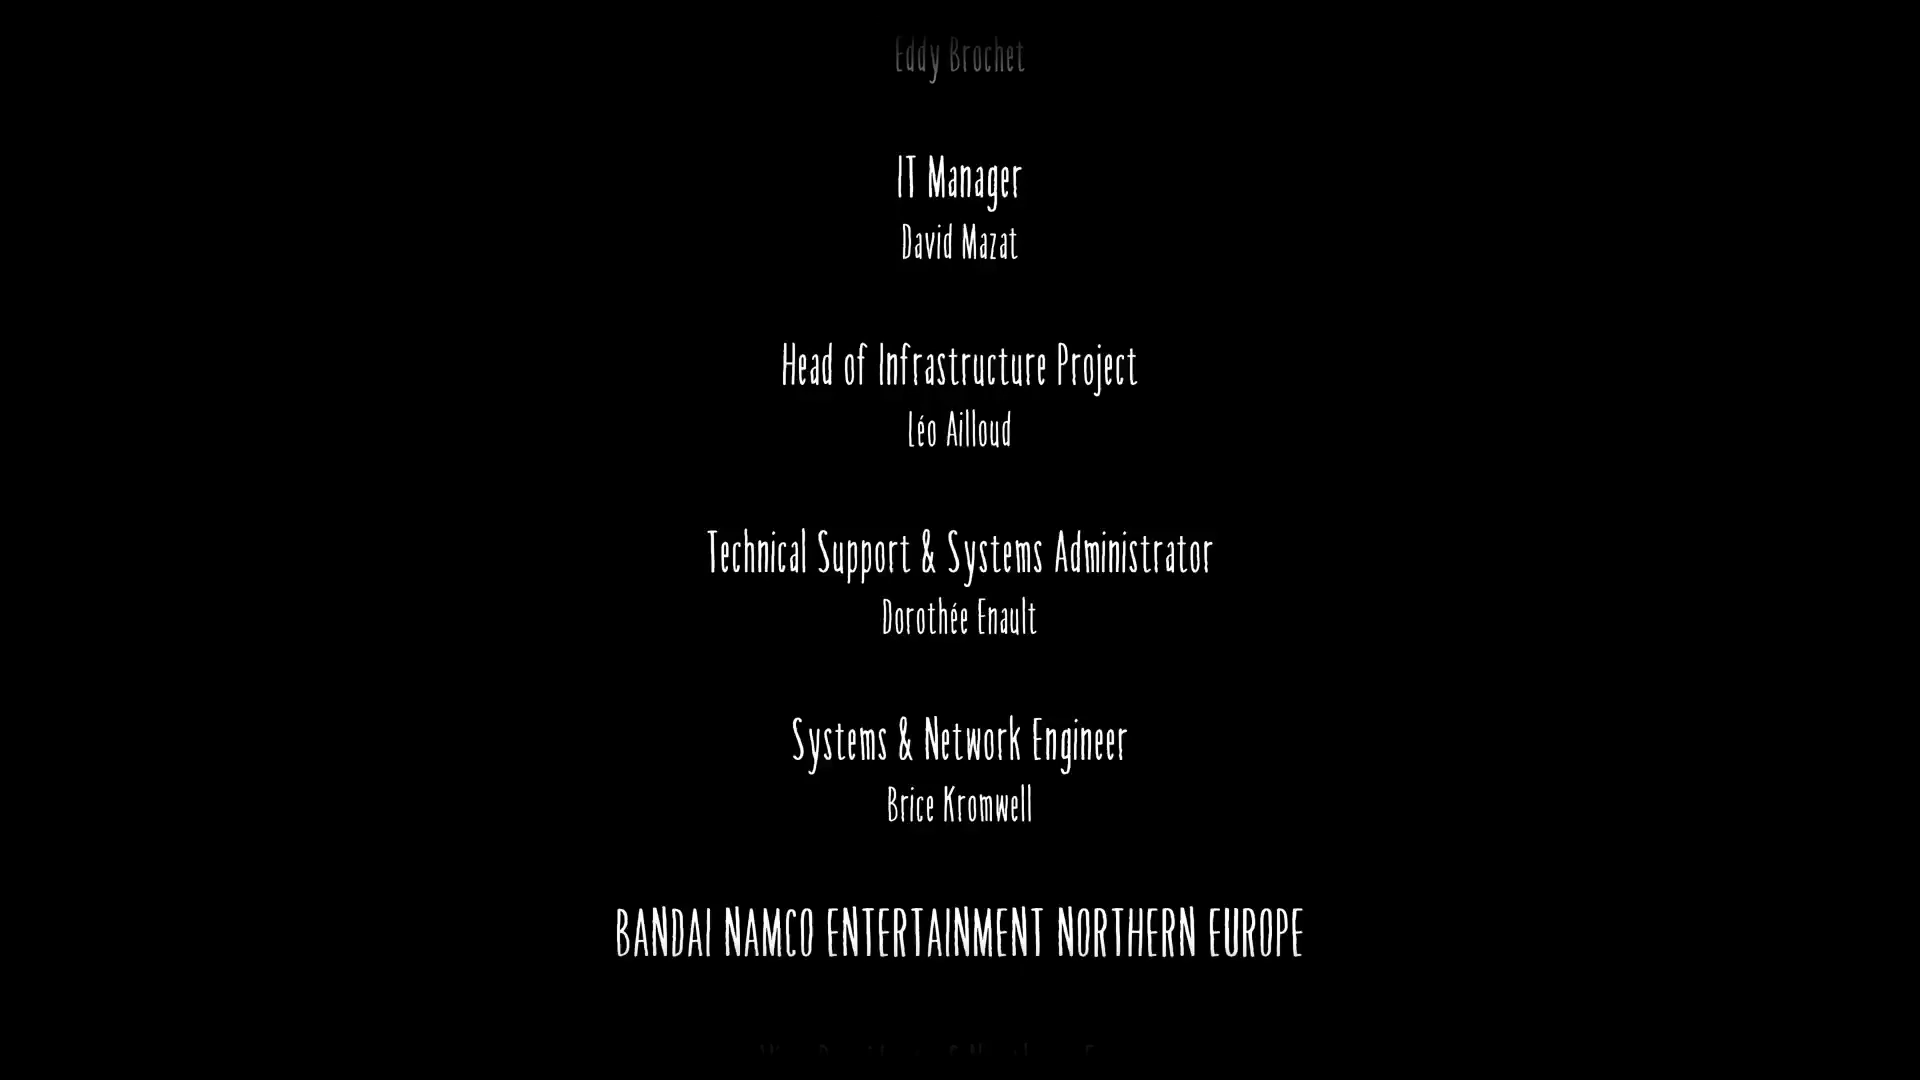 Eddy Brochet
IT Manager
David Mazat
Head of Infrastructure Project
Léo Ailloud
Technical Support & Systems Administrator
Dorothée Enault
Systems & Network Engineer
Brice Kromwell
BANDAI NAMCO ENTERTAINMENT NORTHERN EUROPE